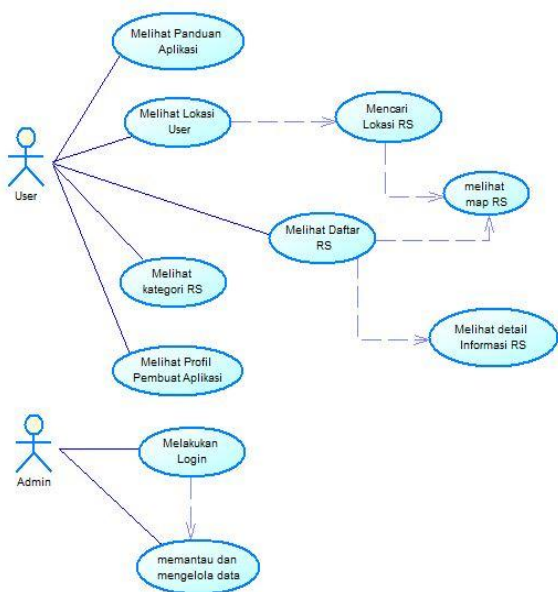 Melihat Panduan
Aplikasi
Melihat Lokasi
User
Mencari
Lokasi RS
User
melihat
map RS
Melihat Daftar
RS
Melihat
kategori RS
Melihat detail
Informasi RS
Melihat Profil
Pembuat Aplikasi
Admin
Melakukan
Login
memantau dan
mengelola data